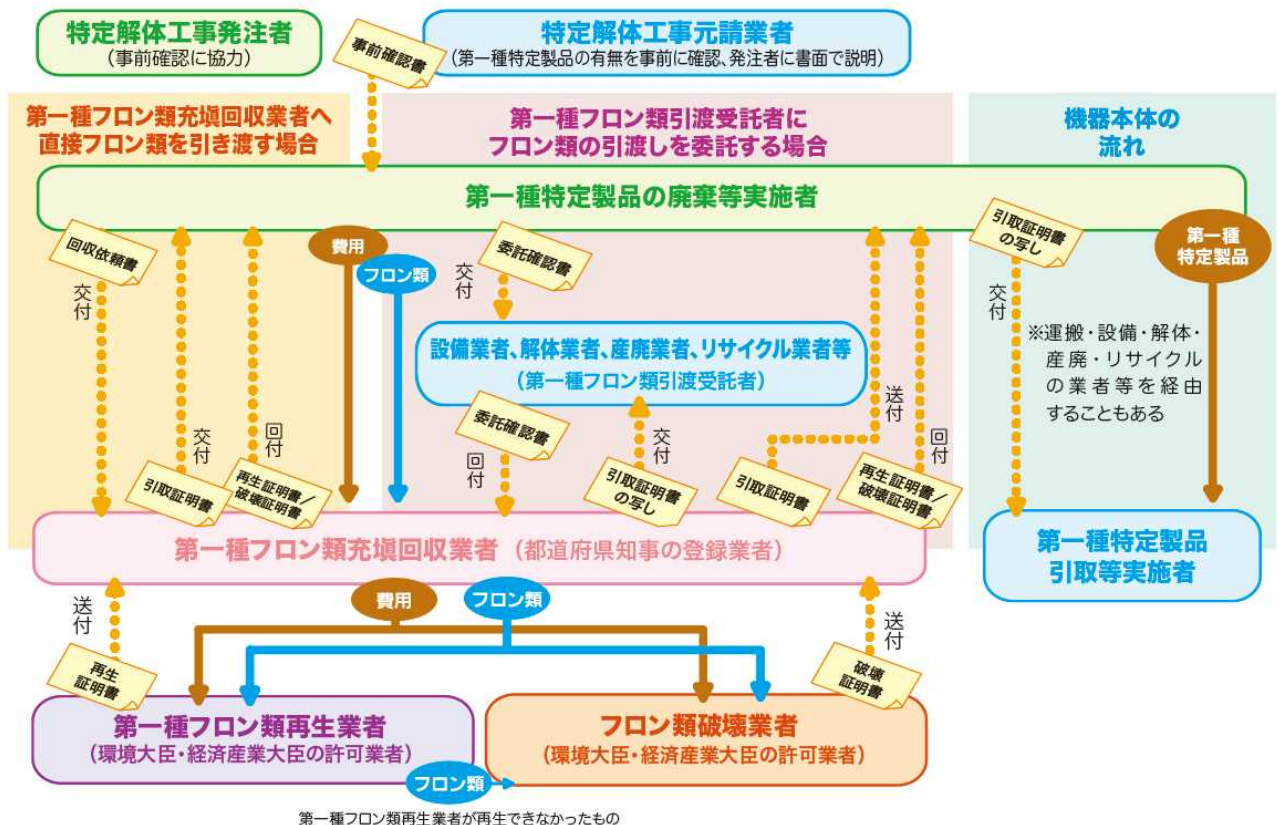 特定解体工事発注者
(事前確認に協力)
事前確認書
特定解体工事元請業者
(第一種特定製品の有無を事前に確認、発注者に書面で説明)
第一種フロン類充塡回収業者へ
直接フロン類を引き渡す場合
第一種フロン類引渡受託者に
フロン類の引渡しを委託する場合
機器本体の
流れ
第一種特定製品の廃棄等実施者
回収依頼書
交付
引取証明書
交付
再生証明書/
破壊証明書
回付
費用
フロン類
委託確認書
交付
設備業者、解体業者、産廃業者、リサイクル業者等
(第一種フロン類引渡受託者)
委託確認書
回付
引取証明書
の写し
交付
引取証明書
送付
再生証明書/
破壊証明書
回付
引取証明書
の写し
交付
第一種
特定製品
※運搬・設備・解体・
産廃・リサイクル
の業者等を経由
することもある
第一種フロン類充塡回収業者(都道府県知事の登録業者)
第一種特定製品
引取等実施者
費用
フロン類
送付
再生
証明書
送付
破壊
証明書
第一種フロン類再生業者
(環境大臣・経済産業大臣の許可業者)
フロン類破壊業者
(環境大臣・経済産業大臣の許可業者)
フロン類
第一種フロン類再生業者が再生できなかったもの